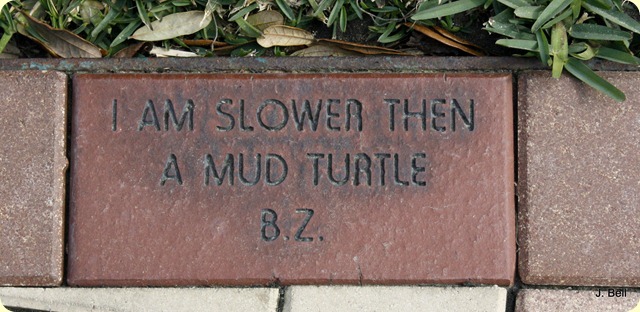 I AM SLOWER THEN
A MUD TURTLE
B.Z.
J. Bell